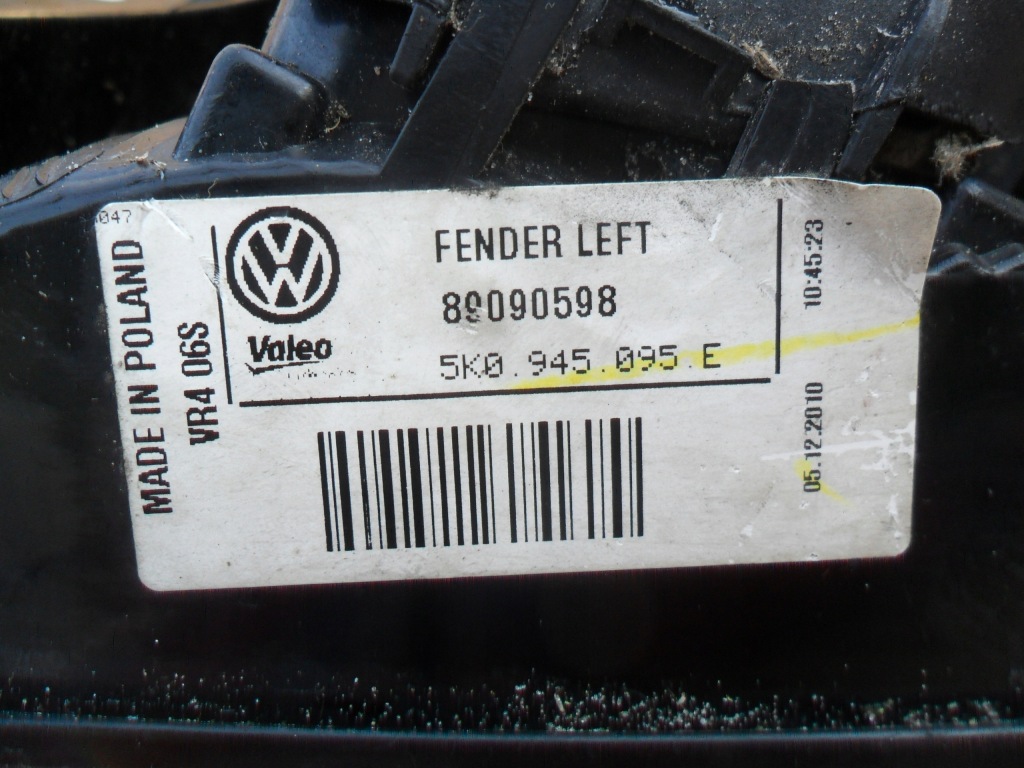 047
MADE IN POLAND
VR4 06S
VW
Valeo
FENDER LEFT
89090598
5K0.945.095.E
10:45:23
05.12.2010